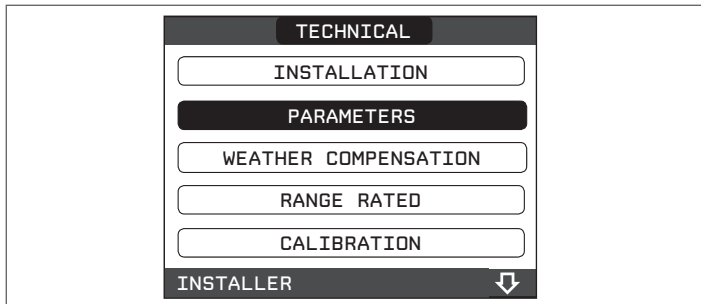 TECHNICAL
INSTALLATION
PARAMETERS
WEATHER COMPENSATION
RANGE RATED
CALIBRATION
INSTALLER